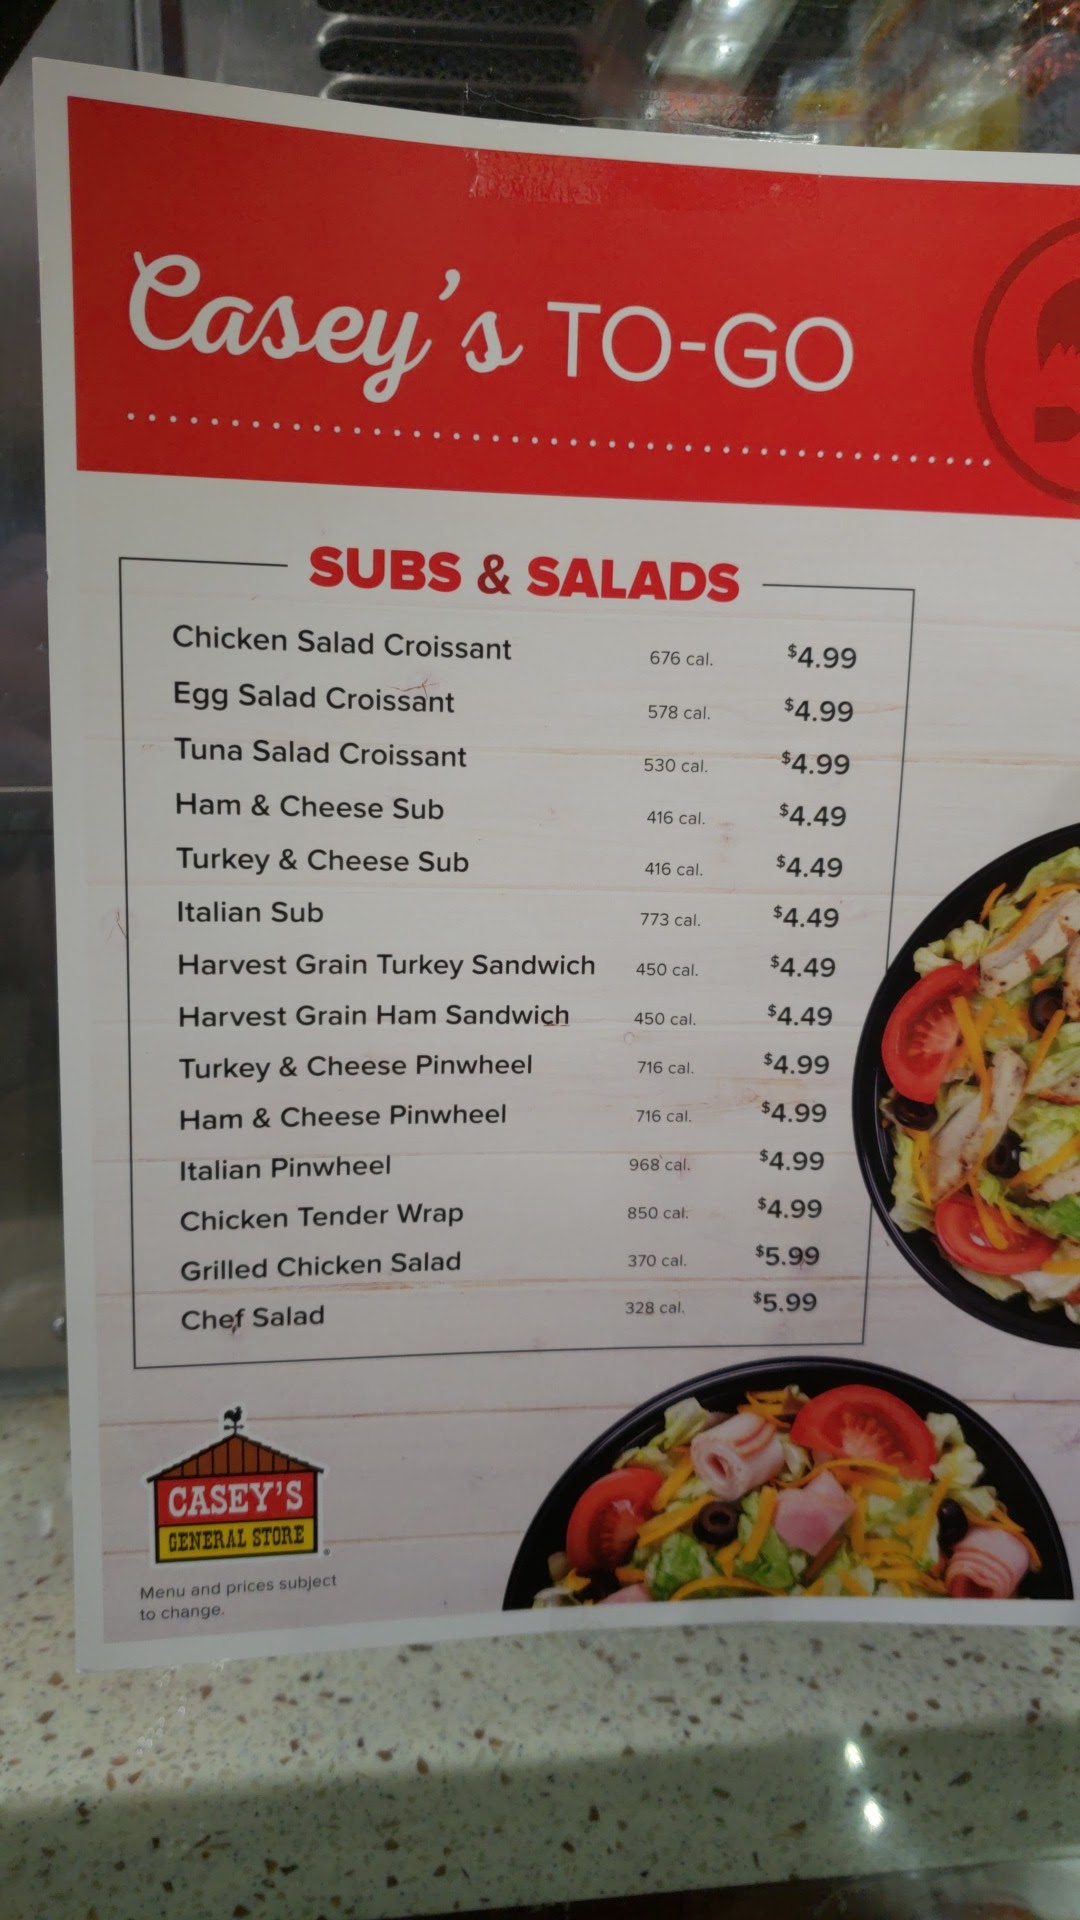 Casey's TO-GO
SUBS & SALADS
Chicken Salad Croissant 676 cal. $4.99
Egg Salad Croissant 578 cal. $4.99
Tuna Salad Croissant 530 cal. $4.99
Ham & Cheese Sub 416 cal. $4.49
Turkey & Cheese Sub 416 cal. $4.49
Italian Sub 773 cal. $4.49
Harvest Grain Turkey Sandwich 450 cal. $4.49
Harvest Grain Ham Sandwich 450 cal. $4.49
Turkey & Cheese Pinwheel 716 cal. $4.99
Ham & Cheese Pinwheel 716 cal. $4.99
Italian Pinwheel 968 cal. $4.99
Chicken Tender Wrap 850 cal. $4.99
Grilled Chicken Salad 370 cal. $5.99
Chef Salad 328 cal. $5.99
CASEY'S
GENERAL STORE
Menu and prices subject
to change.